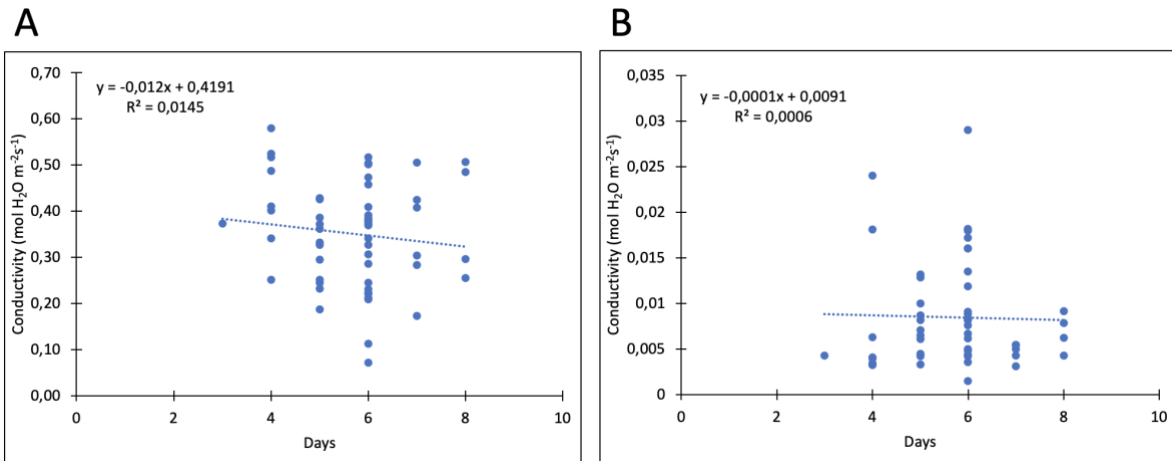 A
B
y = -0,012x + 0,4191
R² = 0,0145
Conductivity (mol H₂O m⁻²s⁻¹)
0,70
0,60
0,50
0,40
0,30
0,20
0,10
0,00
0 2 4 6 8 10
Days
y = -0,0001x + 0,0091
R² = 0,0006
Conductivity (mol H₂O m⁻²s⁻¹)
0,035
0,03
0,025
0,02
0,015
0,01
0,005
0
0 2 4 6 8 10
Days